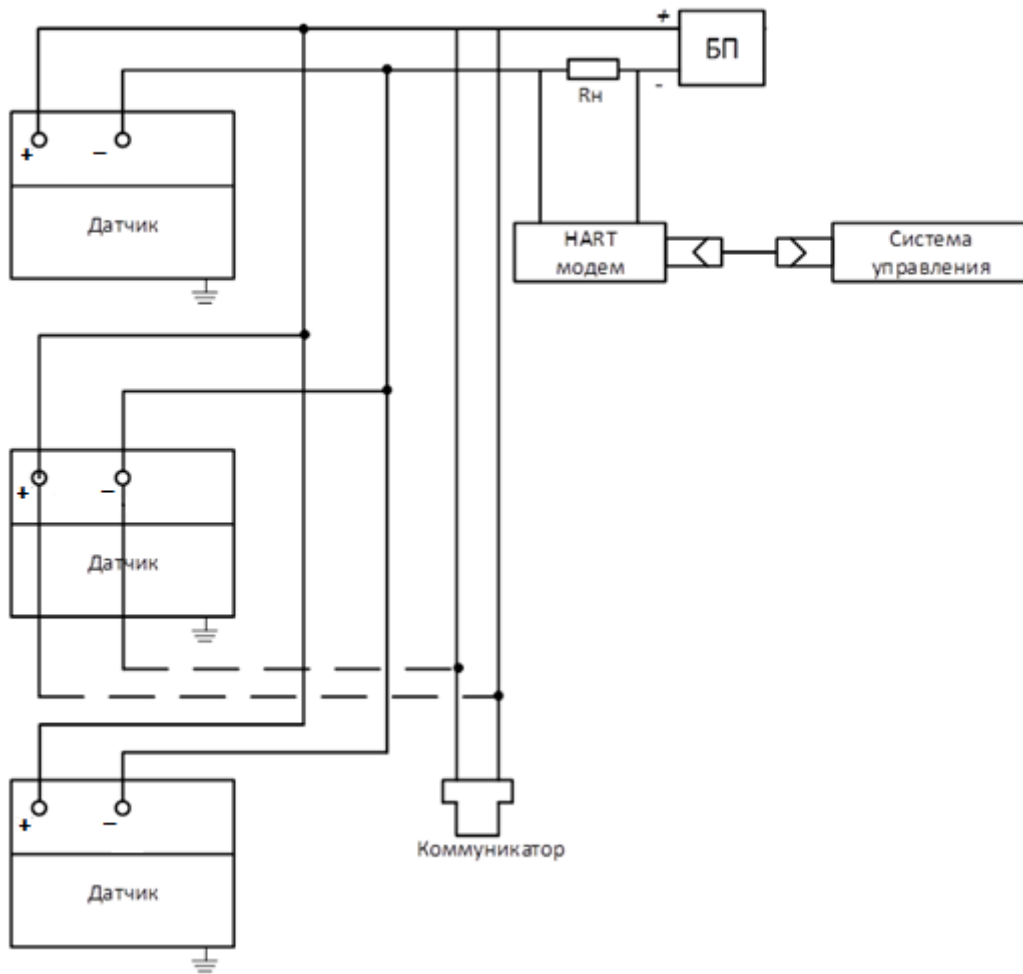 +
БП
-
Rн
+ –
Датчик
HART
модем
Система
управления
+ –
Датчик
+ –
Датчик
Коммуникатор